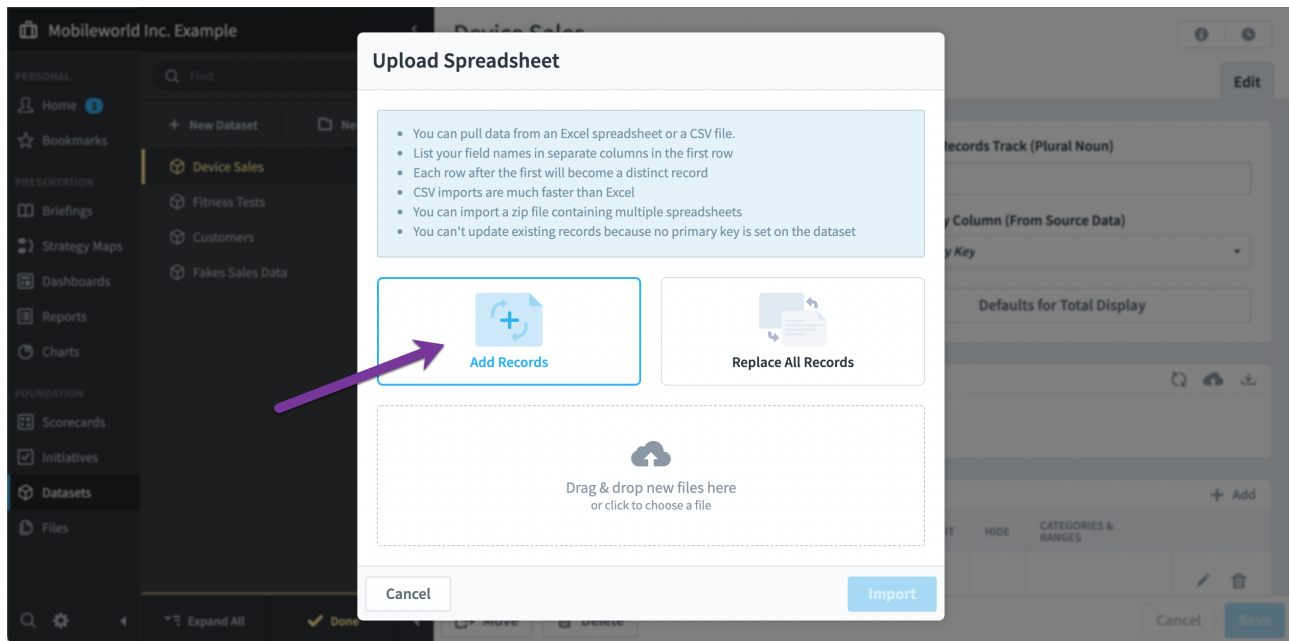 Mobileworld Inc. Example
PERSONAL
Home 1
Bookmarks
PRESENTATION
Briefings
Strategy Maps
Dashboards
Reports
Charts
FOUNDATION
Scorecards
Initiatives
Datasets
Files
Find
+ New Dataset
Device Sales
Fitness Tests
Customers
Fakes Sales Data
Expand All
Done
Device Sales
Edit
Records Track (Plural Noun)
Column (From Source Data)
Key
Defaults for Total Display
+ Add
HIDE
CATEGORIES &
RANGES
Move
Delete
Cancel
Save
Upload Spreadsheet
• You can pull data from an Excel spreadsheet or a CSV file.
• List your field names in separate columns in the first row
• Each row after the first will become a distinct record
• CSV imports are much faster than Excel
• You can import a zip file containing multiple spreadsheets
• You can't update existing records because no primary key is set on the dataset
Add Records
Replace All Records
Drag & drop new files here
or click to choose a file
Cancel
Import